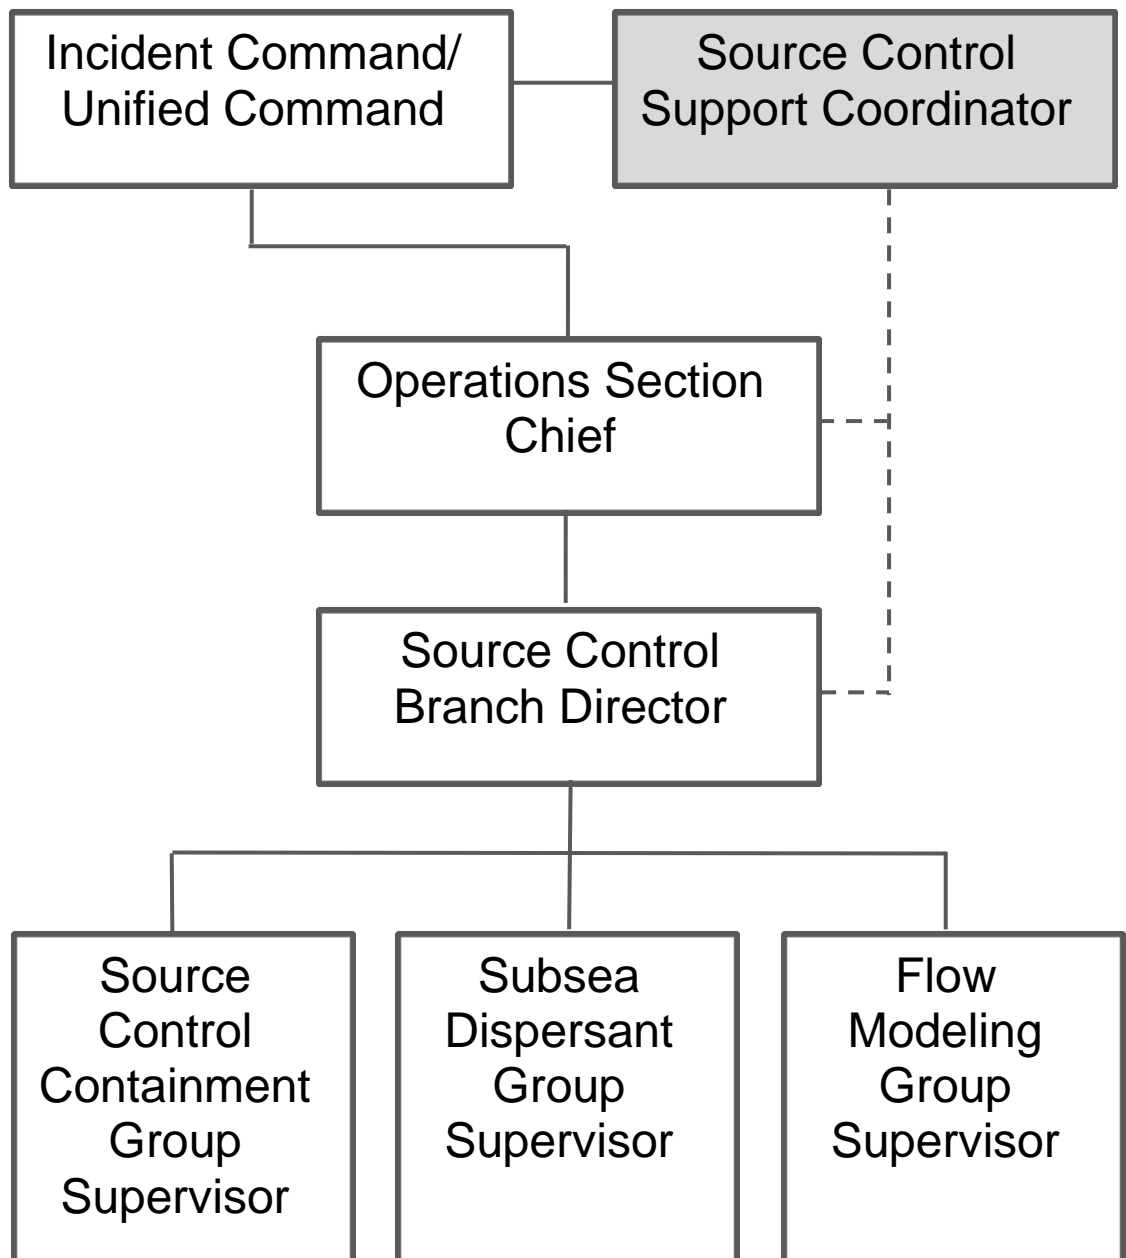 Incident Command/
Unified Command
Source Control
Support Coordinator
Operations Section
Chief
Source Control
Branch Director
Source
Control
Containment
Group
Supervisor
Subsea
Dispersant
Group
Supervisor
Flow
Modeling
Group
Supervisor